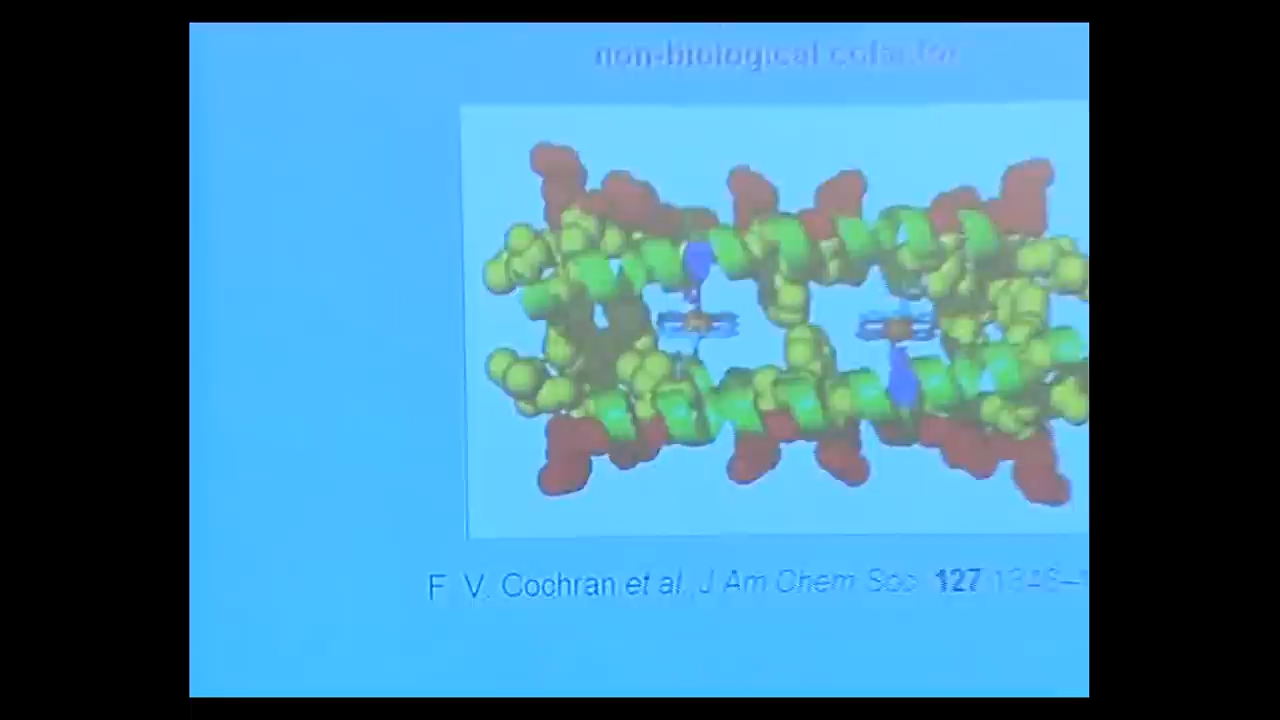 non-biological cofactor
F. V. Cochran et al. J Am Chem Soc. 127